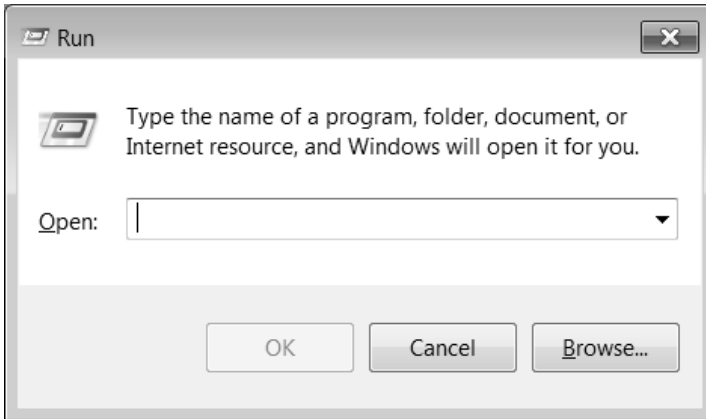 Run
Type the name of a program, folder, document, or
Internet resource, and Windows will open it for you.
Open:
OK
Cancel
Browse...